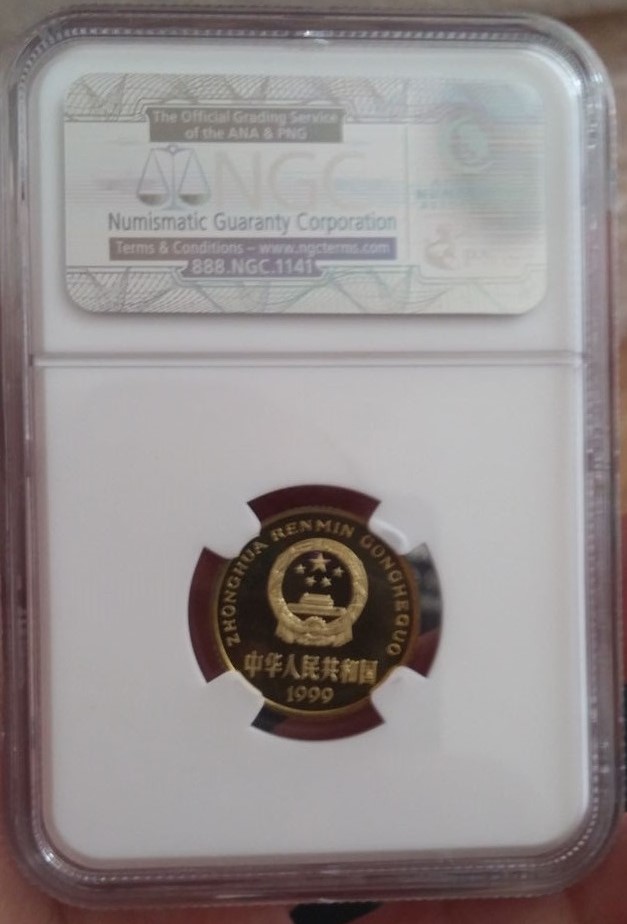 The Official Grading Service
of the ANA & PNG
NGC
Numismatic Guaranty Corporation
Terms & Conditions – www.ngcterms.com
888.NGC.1141
ZHONGHUA RENMIN GONGHEGUO
中华人民共和国
1999